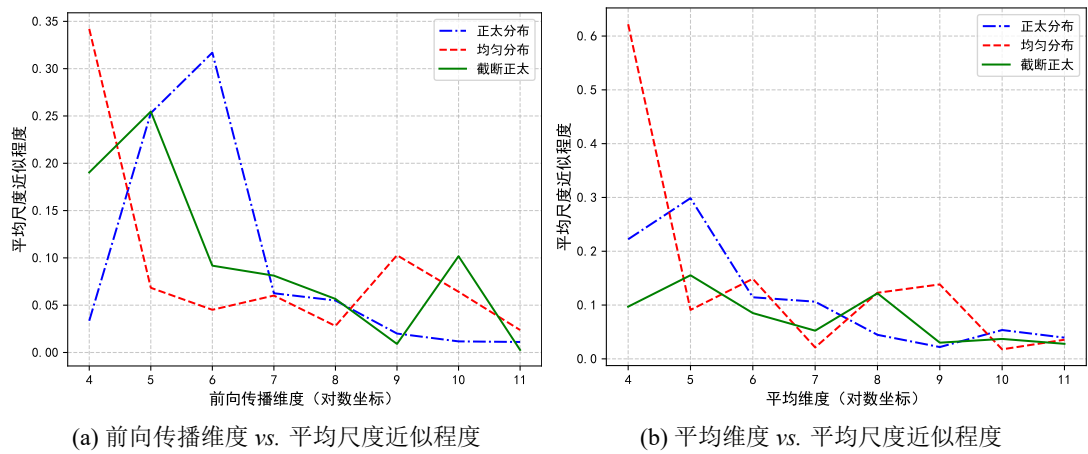 0.35
0.30
0.25
0.20
0.15
0.10
0.05
0.00
平均尺度近似程度
正太分布
均匀分布
截断正太
4 5 6 7 8 9 10 11
前向传播维度（对数坐标）
(a) 前向传播维度 vs. 平均尺度近似程度
0.6
0.5
0.4
0.3
0.2
0.1
0.0
平均尺度近似程度
正太分布
均匀分布
截断正太
4 5 6 7 8 9 10 11
平均维度（对数坐标）
(b) 平均维度 vs. 平均尺度近似程度